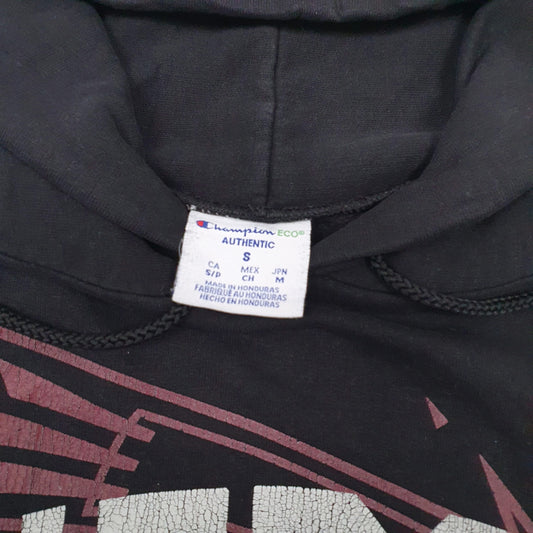 Champion ECO®
AUTHENTIC
S
CA MEX JPN
S/P CH M
MADE IN HONDURAS
FABRIQUÉ AU HONDURAS
HECHO EN HONDURAS